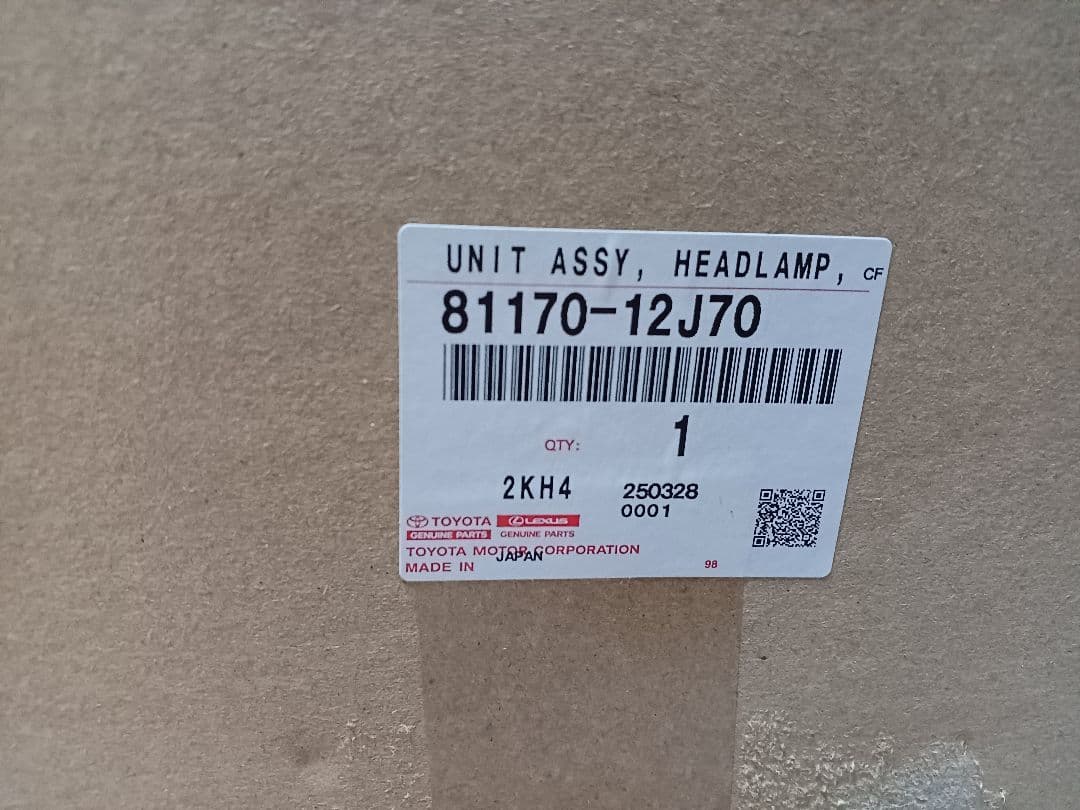 UNIT ASSY, HEADLAMP, CF
81170-12J70
QTY: 1
2KH4 250328
0001
TOYOTA LEXUS
GENUINE PARTS GENUINE PARTS
TOYOTA MOTOR CORPORATION
MADE IN JAPAN
98